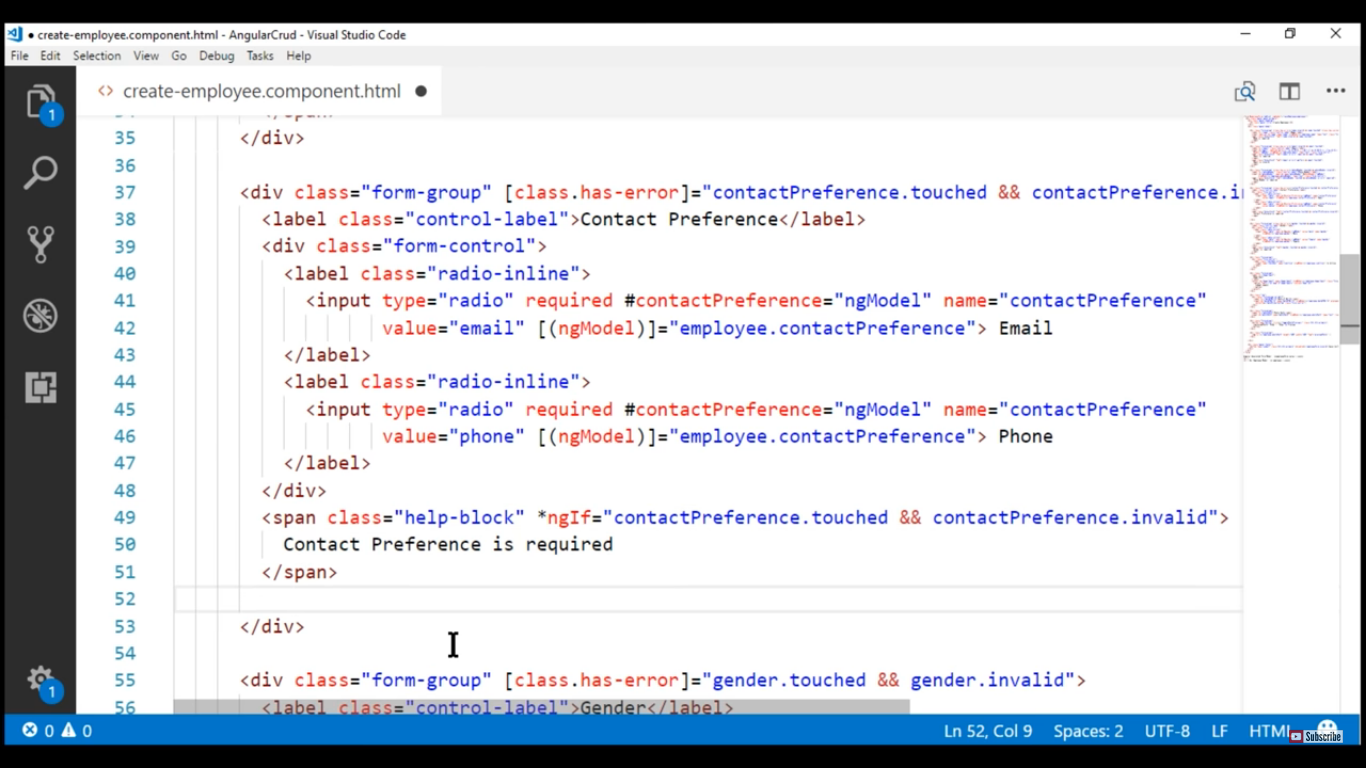 ● create-employee.component.html - AngularCrud - Visual Studio Code
File Edit Selection View Go Debug Tasks Help
<> create-employee.component.html ●
1
35 </div>
36
37 <div class="form-group" [class.has-error]="contactPreference.touched && contactPreference.in
38 <label class="control-label">Contact Preference</label>
39 <div class="form-control">
40 <label class="radio-inline">
41 <input type="radio" required #contactPreference="ngModel" name="contactPreference"
42 value="email" [(ngModel)]="employee.contactPreference"> Email
43 </label>
44 <label class="radio-inline">
45 <input type="radio" required #contactPreference="ngModel" name="contactPreference"
46 value="phone" [(ngModel)]="employee.contactPreference"> Phone
47 </label>
48 </div>
49 <span class="help-block" *ngIf="contactPreference.touched && contactPreference.invalid">
50 Contact Preference is required
51 </span>
52
53 </div>
54
55 <div class="form-group" [class.has-error]="gender.touched && gender.invalid">
56 <label class="control-label">Gender</label>
1
0 0 Ln 52, Col 9 Spaces: 2 UTF-8 LF HTML
Subscribe